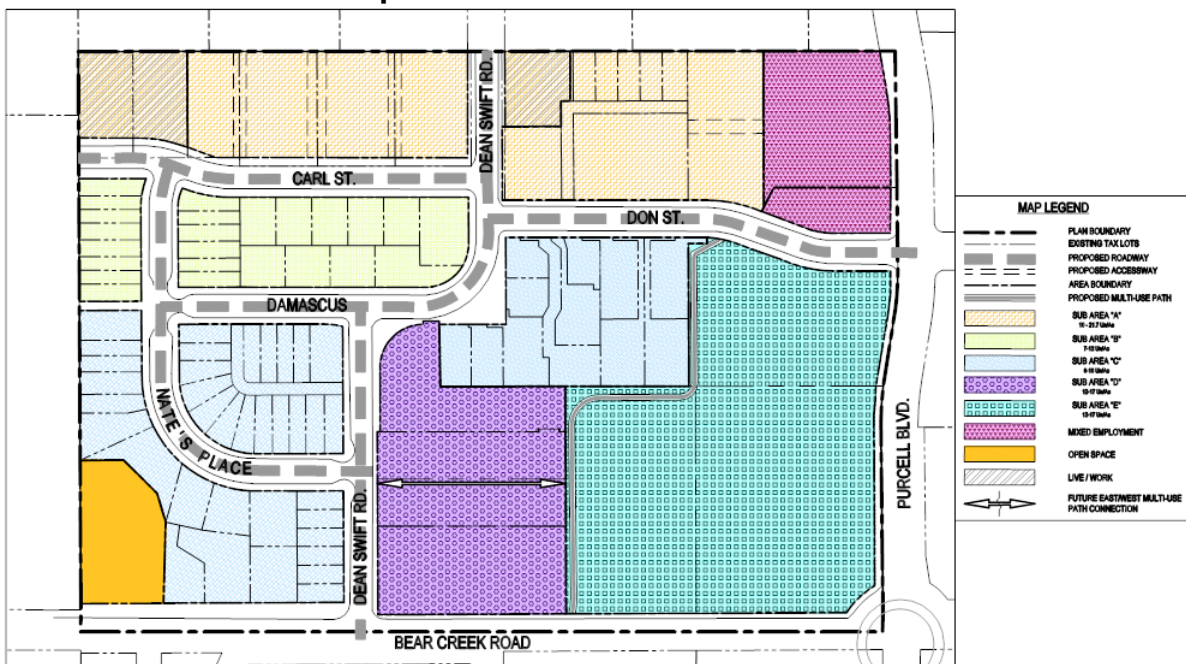 DEAN SWIFT RD.
CARL ST.
DON ST.
DAMASCUS
NATE'S PLACE
DEAN SWIFT RD.
PURCELL BLVD.
BEAR CREEK ROAD
MAP LEGEND
PLAN BOUNDARY
EXISTING TAX LOTS
PROPOSED ROADWAY
PROPOSED ACCESSWAY
AREA BOUNDARY
PROPOSED MULTI-USE PATH
SUB AREA "A"
SUB AREA "B"
SUB AREA "C"
SUB AREA "D"
SUB AREA "E"
MIXED EMPLOYMENT
OPEN SPACE
LIVE / WORK
FUTURE EAST/WEST MULTI-USE
PATH CONNECTION